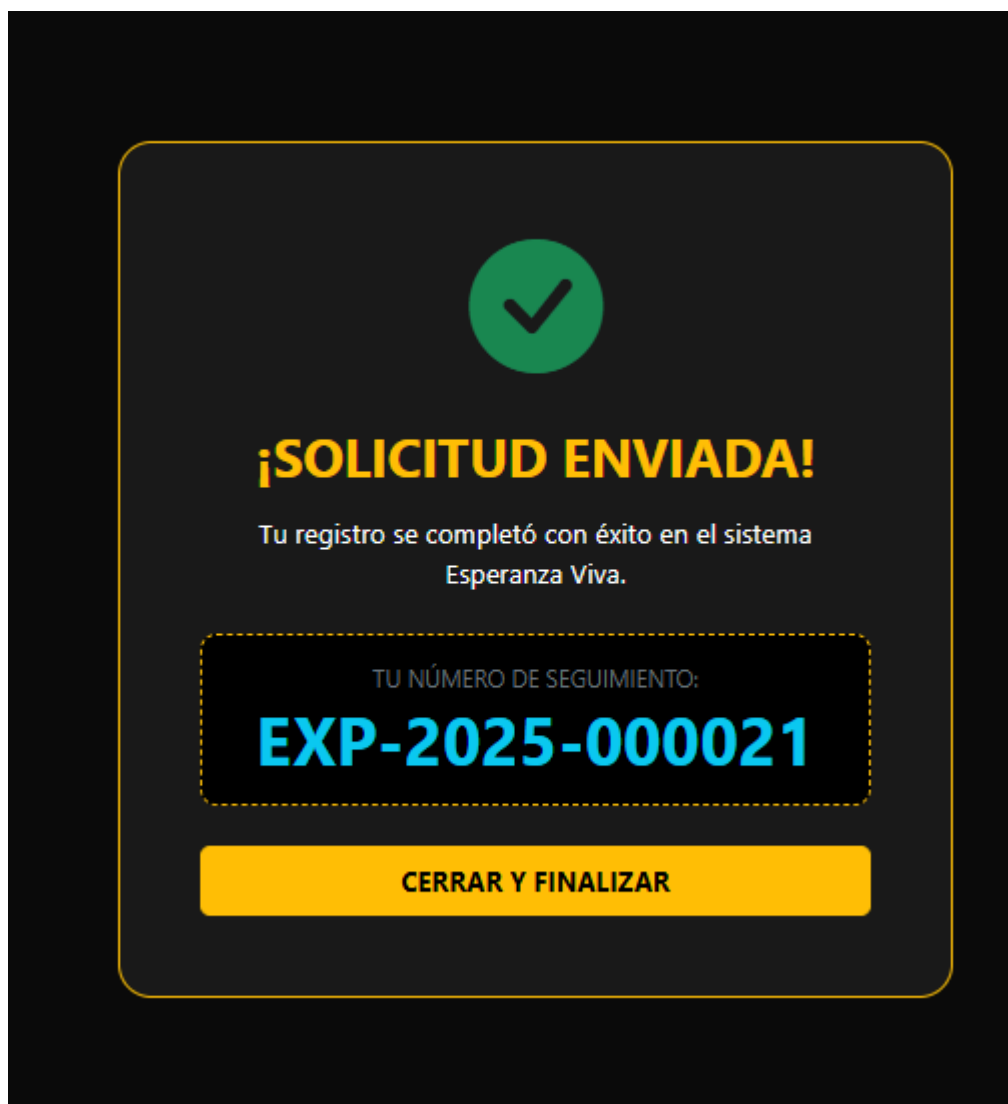 ¡SOLICITUD ENVIADA!
Tu registro se completó con éxito en el sistema
Esperanza Viva.
TU NÚMERO DE SEGUIMIENTO:
EXP-2025-000021
CERRAR Y FINALIZAR